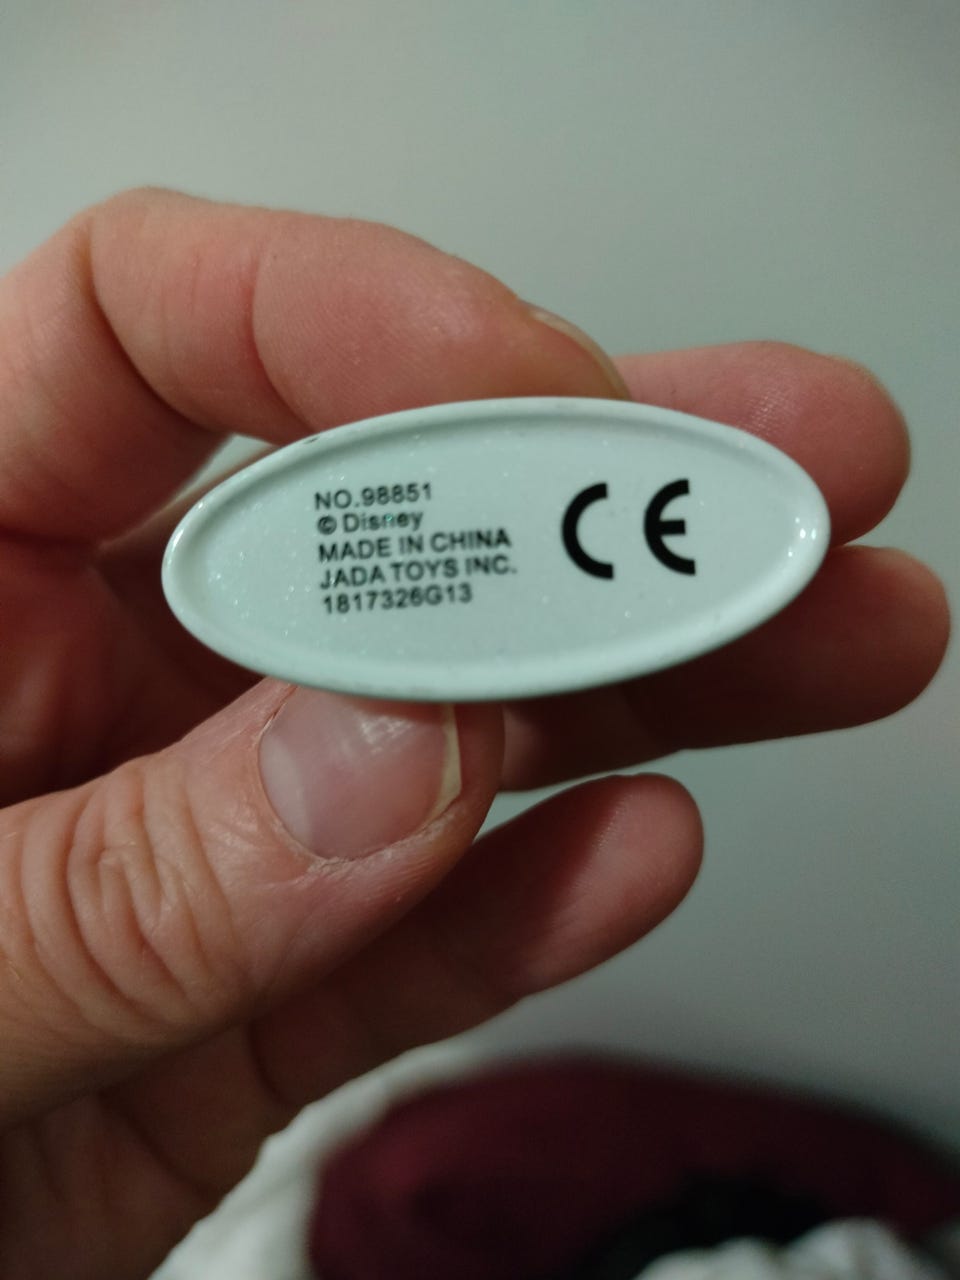 NO.98851
© Disney
MADE IN CHINA
JADA TOYS INC.
1817326G13
CE